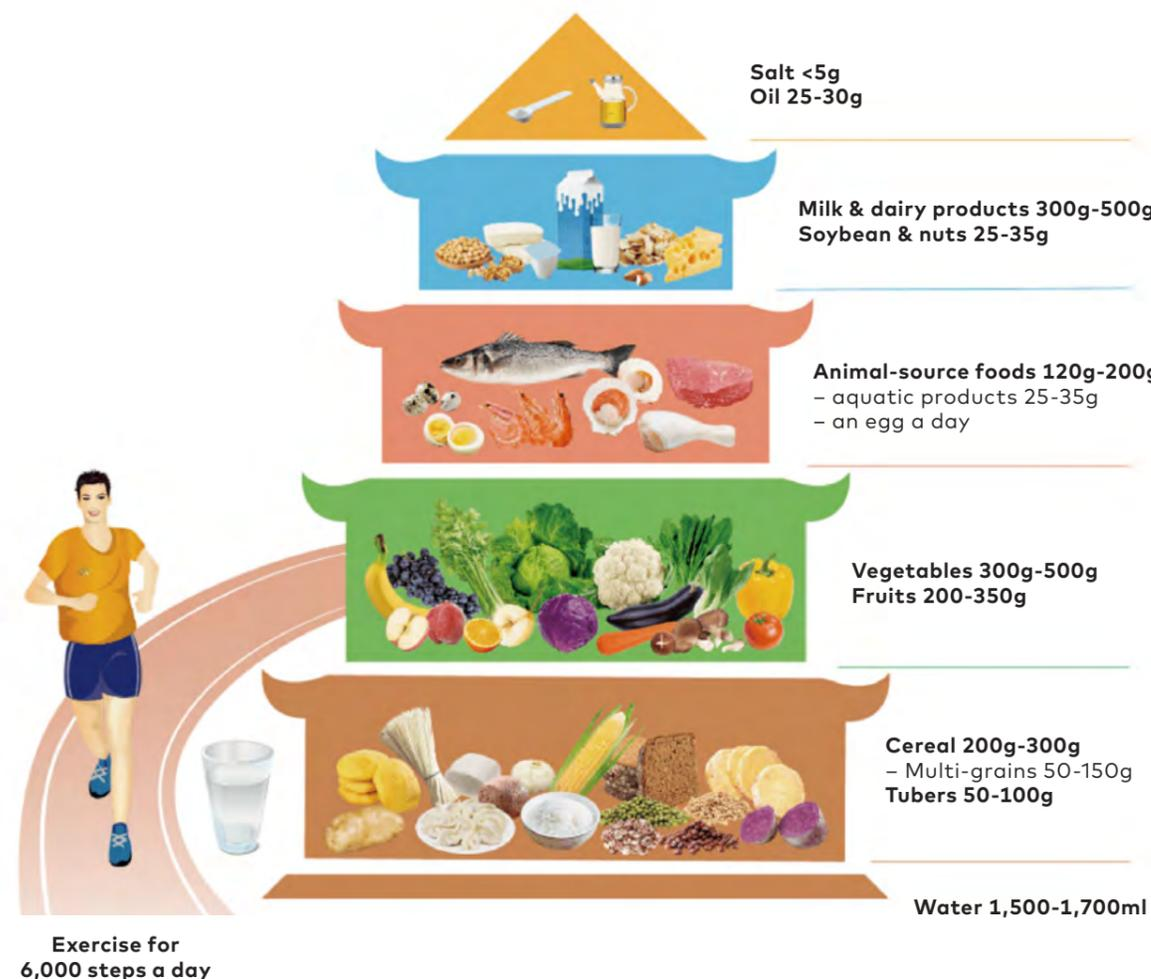 Salt <5g
Oil 25-30g
Milk & dairy products 300g-500g
Soybean & nuts 25-35g
Animal-source foods 120g-200g
– aquatic products 25-35g
– an egg a day
Vegetables 300g-500g
Fruits 200-350g
Cereal 200g-300g
– Multi-grains 50-150g
Tubers 50-100g
Water 1,500-1,700ml
Exercise for
6,000 steps a day